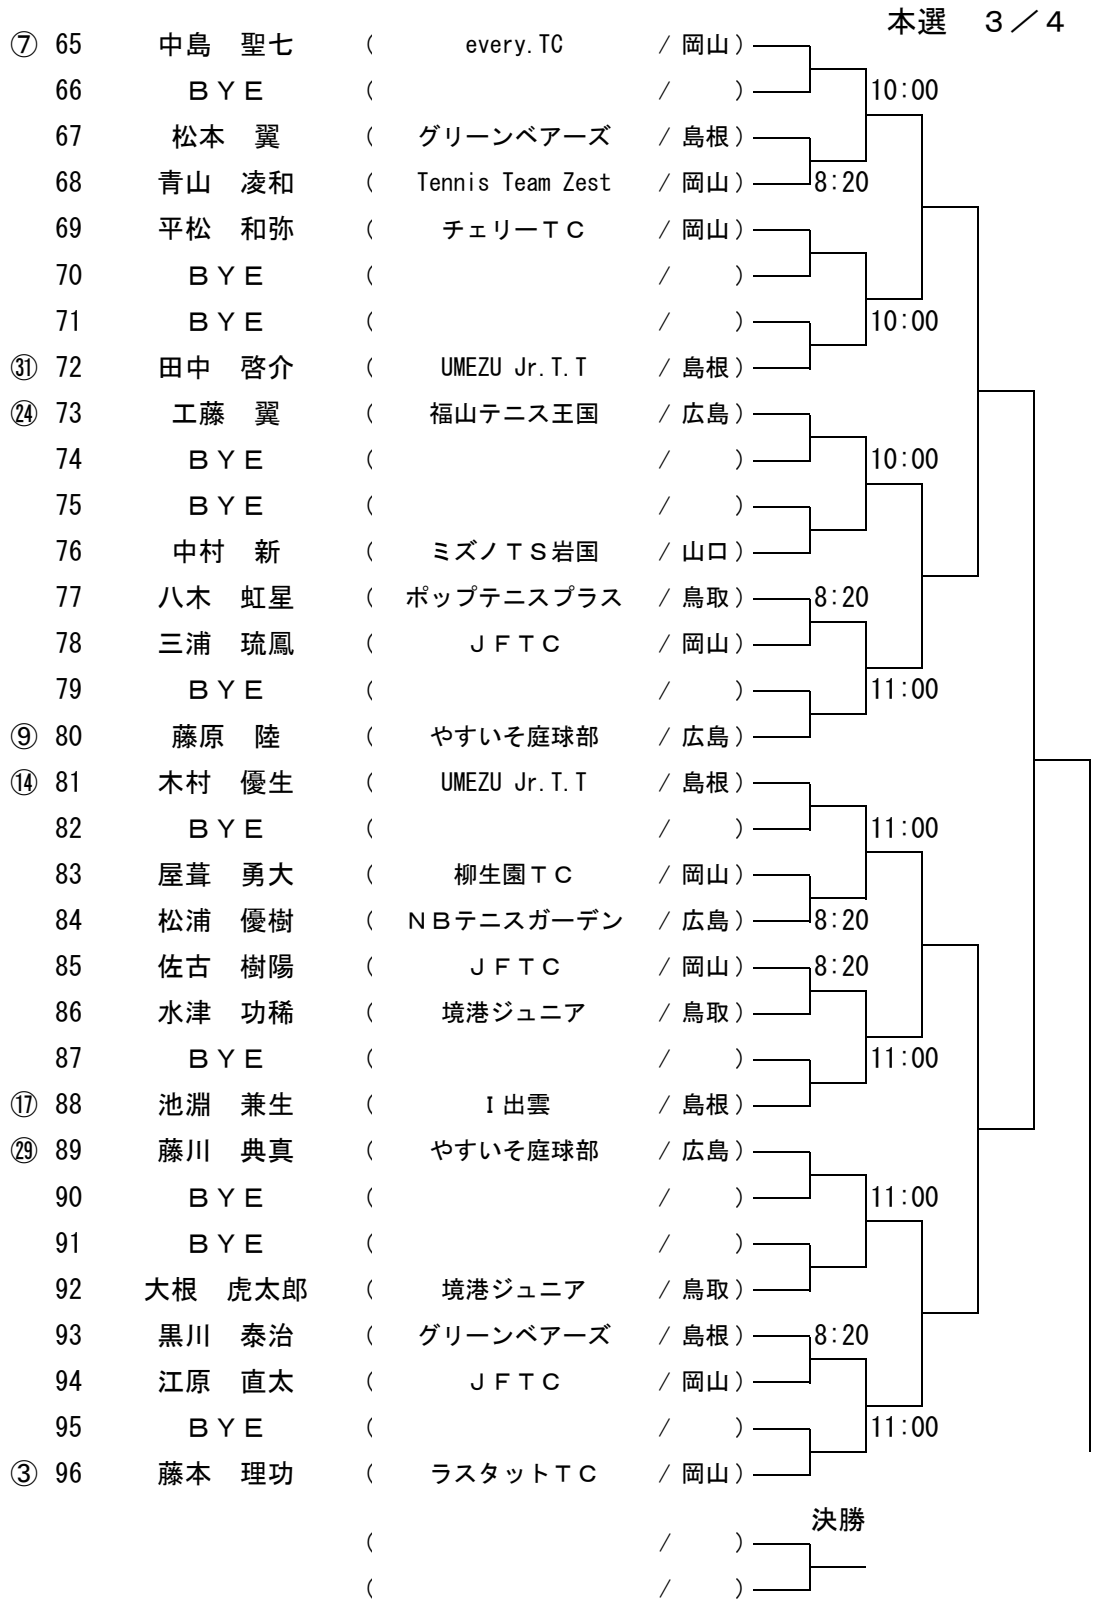 本選　３／４
⑦ 65 中島　聖七 ( every.TC / 岡山 )
66 ＢＹＥ ( / ) 10:00
67 松本　翼 ( グリーンベアーズ / 島根 )
68 青山　凌和 ( Tennis Team Zest / 岡山 ) 8:20
69 平松　和弥 ( チェリーＴＣ / 岡山 )
70 ＢＹＥ ( / )
71 ＢＹＥ ( / ) 10:00
㉛ 72 田中　啓介 ( UMEZU Jr.T.T / 島根 )
㉔ 73 工藤　翼 ( 福山テニス王国 / 広島 )
74 ＢＹＥ ( / ) 10:00
75 ＢＹＥ ( / )
76 中村　新 ( ミズノＴＳ岩国 / 山口 )
77 八木　虹星 ( ポップテニスプラス / 鳥取 ) 8:20
78 三浦　琉鳳 ( ＪＦＴＣ / 岡山 )
79 ＢＹＥ ( / ) 11:00
⑨ 80 藤原　陸 ( やすいそ庭球部 / 広島 )
⑭ 81 木村　優生 ( UMEZU Jr.T.T / 島根 )
82 ＢＹＥ ( / ) 11:00
83 屋葺　勇大 ( 柳生園ＴＣ / 岡山 )
84 松浦　優樹 ( ＮＢテニスガーデン / 広島 ) 8:20
85 佐古　樹陽 ( ＪＦＴＣ / 岡山 ) 8:20
86 水津　功稀 ( 境港ジュニア / 鳥取 )
87 ＢＹＥ ( / ) 11:00
⑰ 88 池淵　兼生 ( Ｉ出雲 / 島根 )
㉙ 89 藤川　典真 ( やすいそ庭球部 / 広島 )
90 ＢＹＥ ( / ) 11:00
91 ＢＹＥ ( / )
92 大根　虎太郎 ( 境港ジュニア / 鳥取 )
93 黒川　泰治 ( グリーンベアーズ / 島根 ) 8:20
94 江原　直太 ( ＪＦＴＣ / 岡山 )
95 ＢＹＥ ( / ) 11:00
③ 96 藤本　理功 ( ラスタットＴＣ / 岡山 )
決勝
( / )
( / )